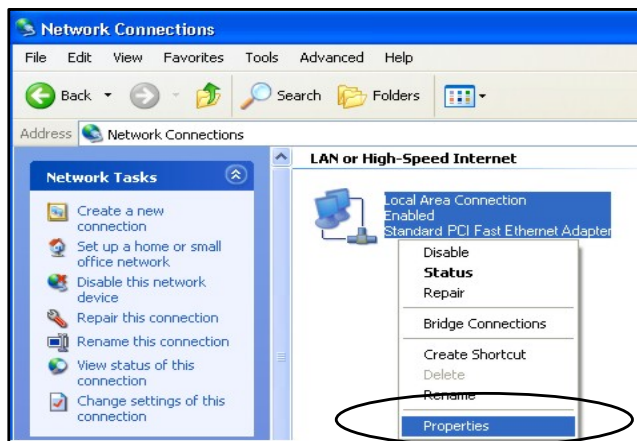 Network Connections
File Edit View Favorites Tools Advanced Help
Back Search Folders
Address Network Connections
Network Tasks
Create a new
connection
Set up a home or small
office network
Disable this network
device
Repair this connection
Rename this connection
View status of this
connection
Change settings of this
connection
LAN or High-Speed Internet
Local Area Connection
Enabled
Standard PCI Fast Ethernet Adapter
Disable
Status
Repair
Bridge Connections
Create Shortcut
Delete
Rename
Properties